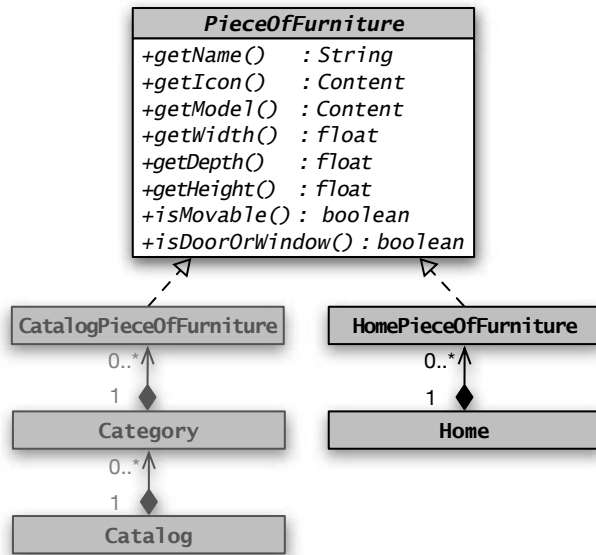 PieceOfFurniture
+getName() : String
+getIcon() : Content
+getModel() : Content
+getWidth() : float
+getDepth() : float
+getHeight() : float
+isMovable() : boolean
+isDoorOrWindow() : boolean
CatalogPieceOfFurniture
HomePieceOfFurniture
0..*
0..*
1
1
Category
Home
0..*
1
Catalog